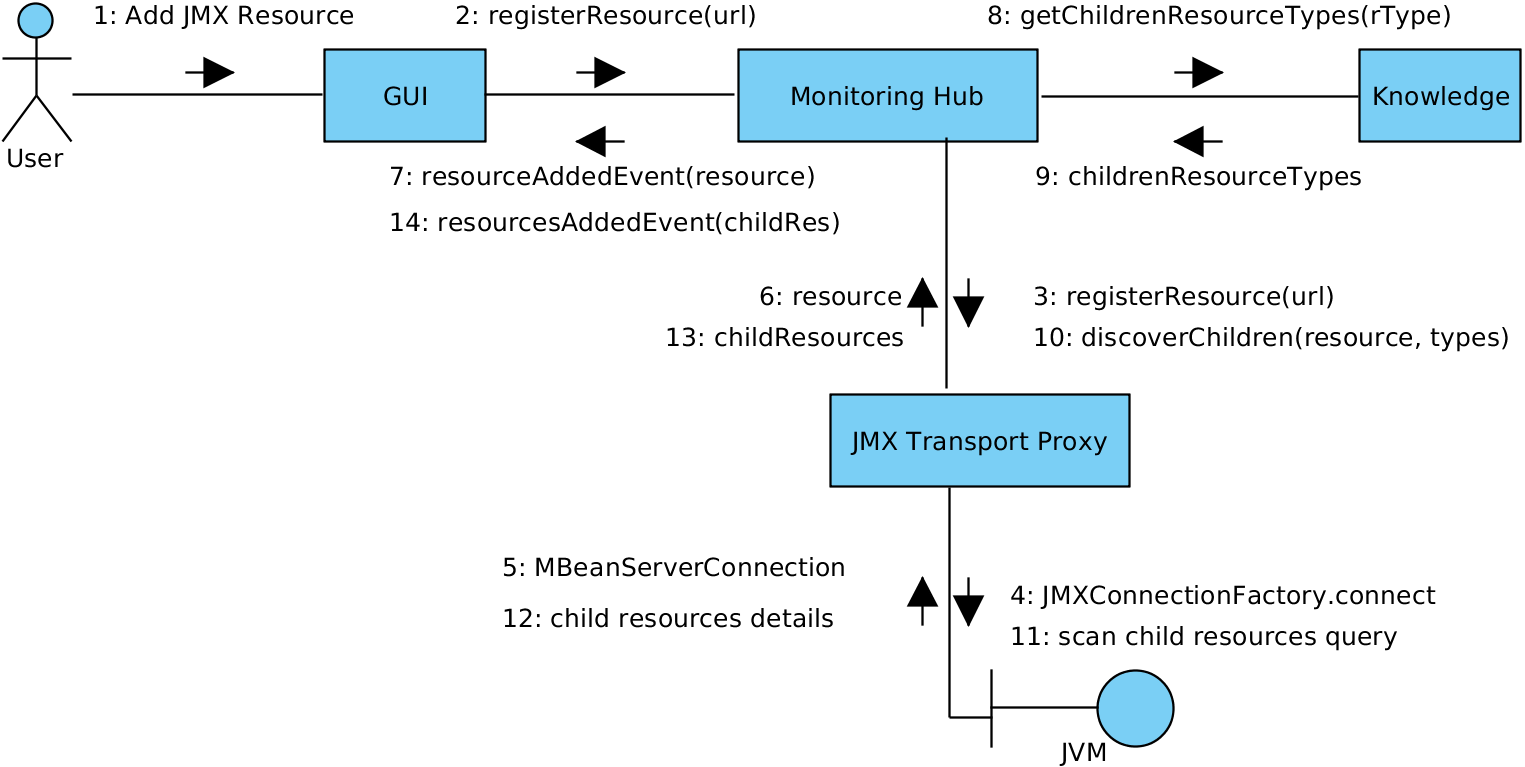 1: Add JMX Resource
2: registerResource(url)
8: getChildrenResourceTypes(rType)
GUI
Monitoring Hub
Knowledge
User
7: resourceAddedEvent(resource)
9: childrenResourceTypes
14: resourcesAddedEvent(childRes)
6: resource
3: registerResource(url)
13: childResources
10: discoverChildren(resource, types)
JMX Transport Proxy
5: MBeanServerConnection
4: JMXConnectionFactory.connect
12: child resources details
11: scan child resources query
JVM